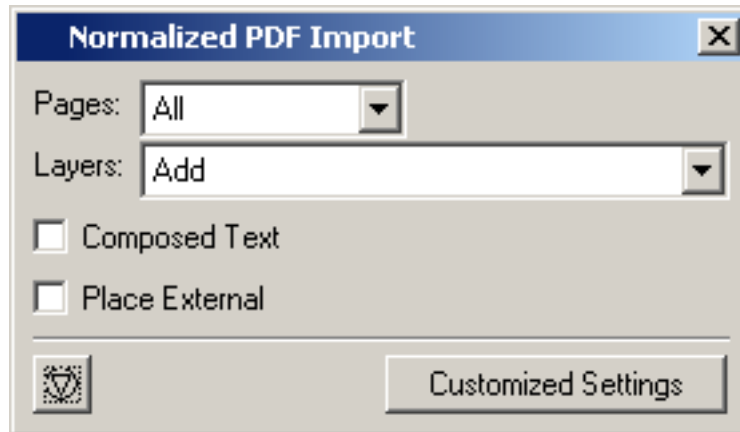 Normalized PDF Import
Pages: All
Layers: Add
Composed Text
Place External
Customized Settings